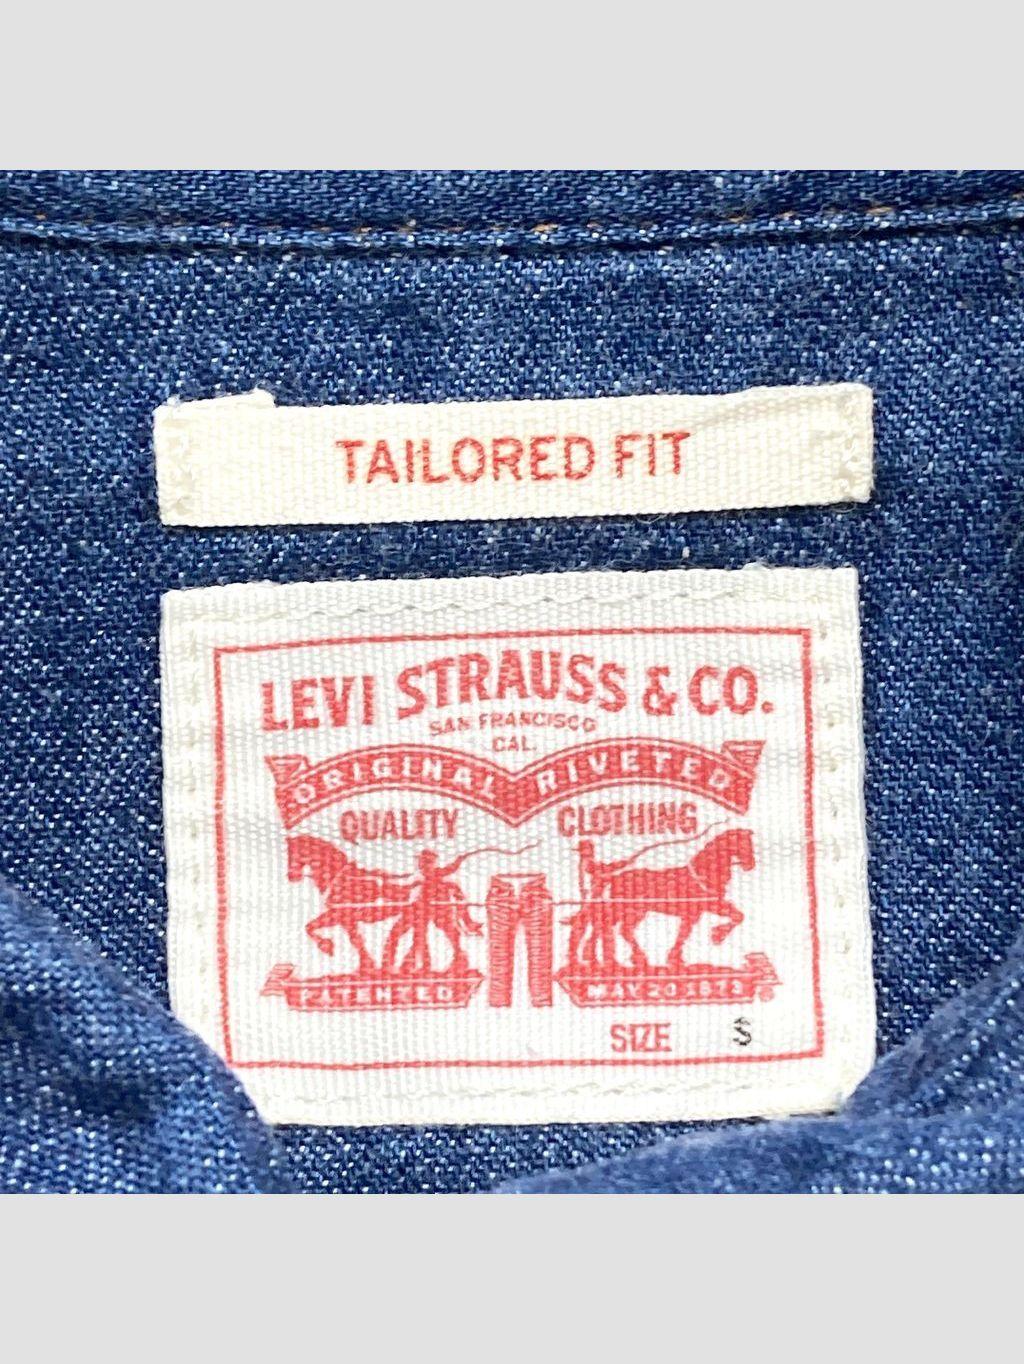 TAILORED FIT
LEVI STRAUSS & CO.
SAN FRANCISCO
CAL.
ORIGINAL RIVETED
QUALITY CLOTHING
PATENTED MAY 20 1873 ®
SIZE S